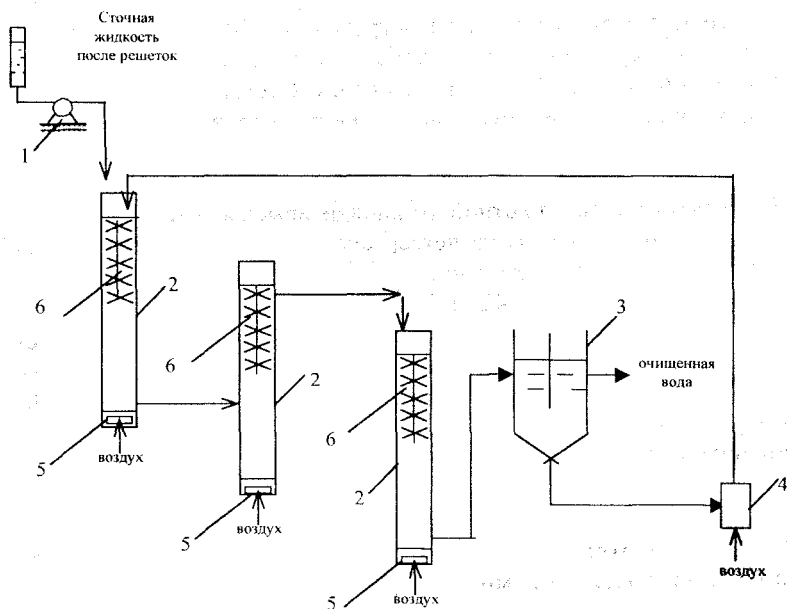 Сточная
жидкость
после решеток
1
6
2
6
2
3
очищенная
вода
6
2
4
5
воздух
5
воздух
воздух
5
воздух